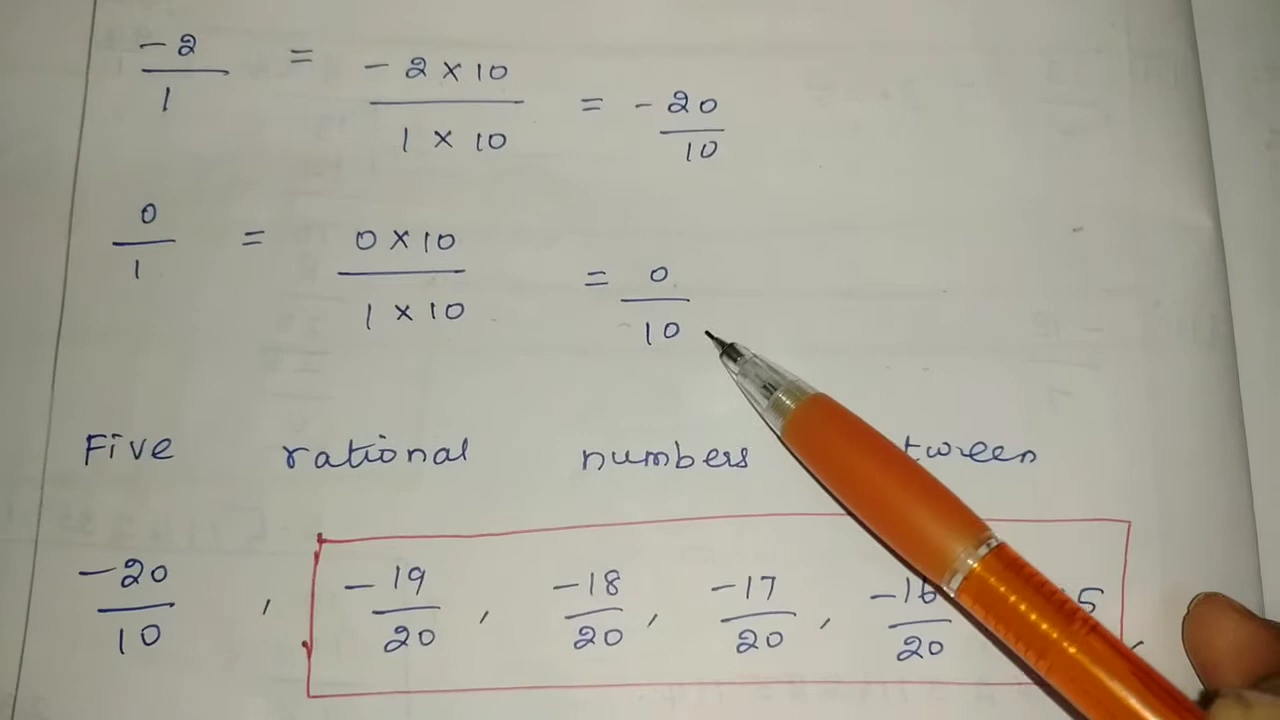 -2/1 = -2 × 10/1 × 10 = -20/10
0/1 = 0 × 10/1 × 10 = 0/10
Five rational numbers
-20/10 , -19/20 , -18/20 , -17/20 , -16/20